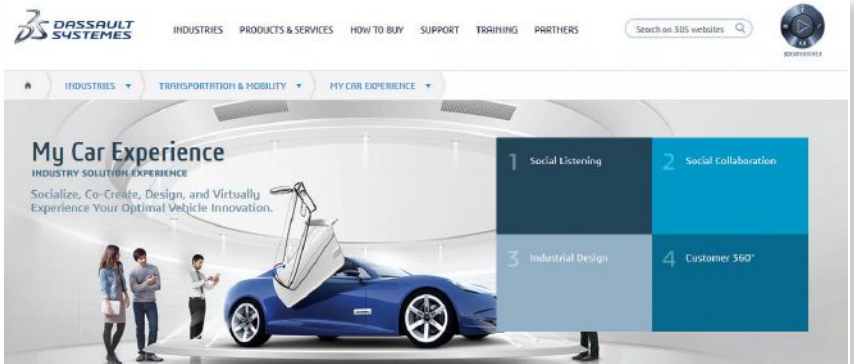 DASSAULT
SYSTEMES
INDUSTRIES PRODUCTS & SERVICES HOW TO BUY SUPPORT TRAINING PARTNERS
Search on 3DS websites
3DEXPERIENCE
INDUSTRIES TRANSPORTATION & MOBILITY MY CAR EXPERIENCE
My Car Experience
INDUSTRY SOLUTION EXPERIENCE
Socialize, Co-Create, Design, and Virtually
Experience Your Optimal Vehicle Innovation.
1 Social Listening
2 Social Collaboration
3 Industrial Design
4 Customer 360°